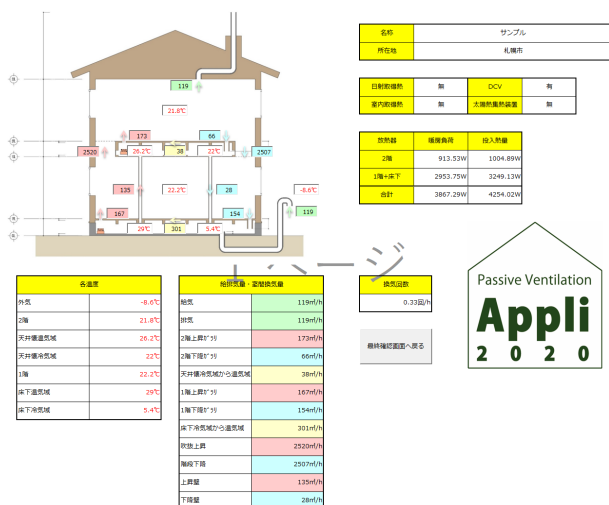 名称 サンプル
所在地 札幌市
日射取得熱 無 DCV 有
室内取得熱 無 太陽熱集熱装置 無
放熱器 暖房負荷 投入熱量
2階 913.53W 1004.89W
1階+床下 2953.75W 3249.13W
合計 3867.29W 4254.02W
119
21.8℃
173 66
2520 26.2℃ 38 22℃ 2507
135 22.2℃ 28 -8.6℃
167 154 119
29℃ 301 5.4℃
ページ
各温度
外気 -8.6℃
2階 21.8℃
天井懐温気域 26.2℃
天井懐冷気域 22℃
1階 22.2℃
床下温気域 29℃
床下冷気域 5.4℃
給排気量・室間換気量
給気 119㎥/h
排気 119㎥/h
2階上昇ｶﾞﾗﾘ 173㎥/h
2階下降ｶﾞﾗﾘ 66㎥/h
天井懐冷気域から温気域 38㎥/h
1階上昇ｶﾞﾗﾘ 167㎥/h
1階下降ｶﾞﾗﾘ 154㎥/h
床下冷気域から温気域 301㎥/h
吹抜上昇 2520㎥/h
階段下降 2507㎥/h
上昇壁 135㎥/h
下降壁 28㎥/h
換気回数
0.33回/h
最終確認画面へ戻る
Passive Ventilation
Appli
2020